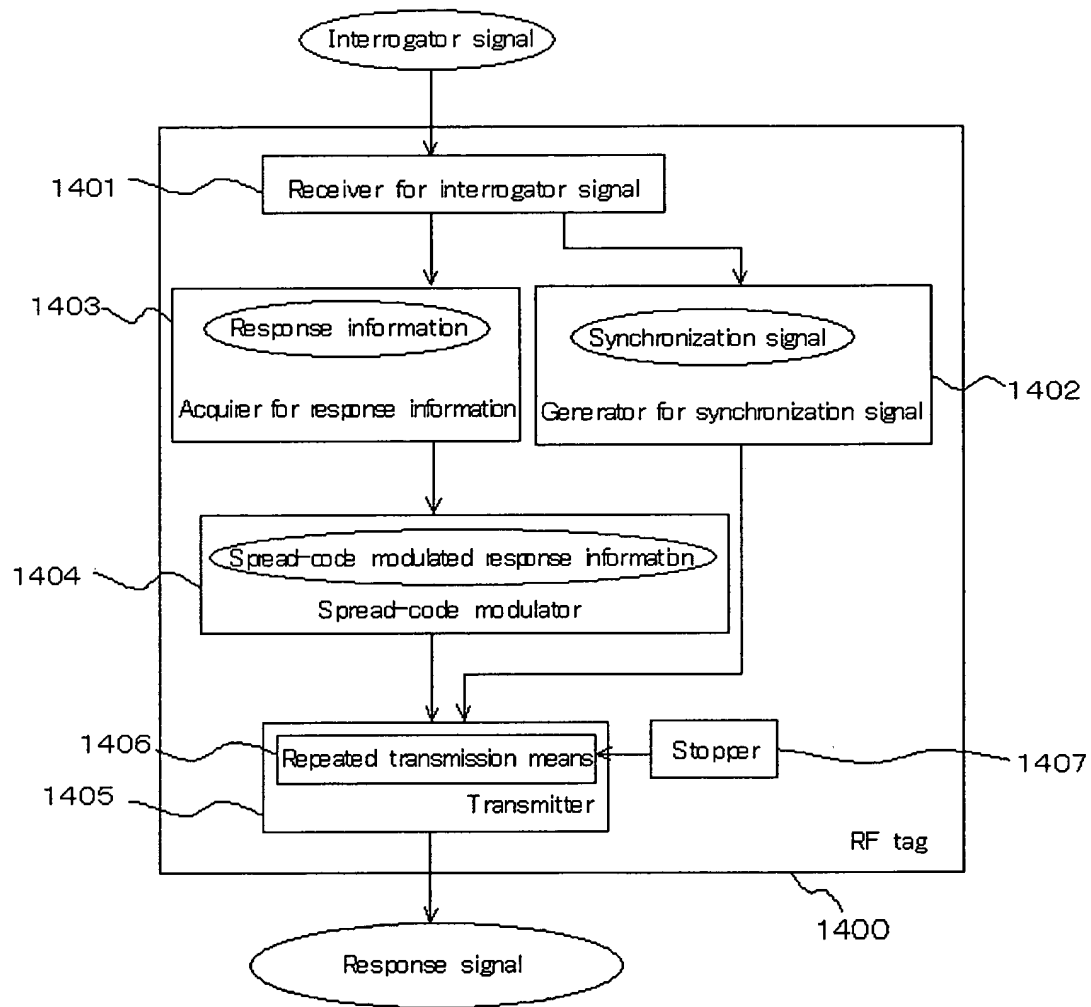 Interrogator signal
1401
Receiver for interrogator signal
1403
Response information
Acquirer for response information
Synchronization signal
Generator for synchronization signal
1402
1404
Spread-code modulated response information
Spread-code modulator
1406
Repeated transmission means
1405
Transmitter
Stopper
1407
RF tag
1400
Response signal